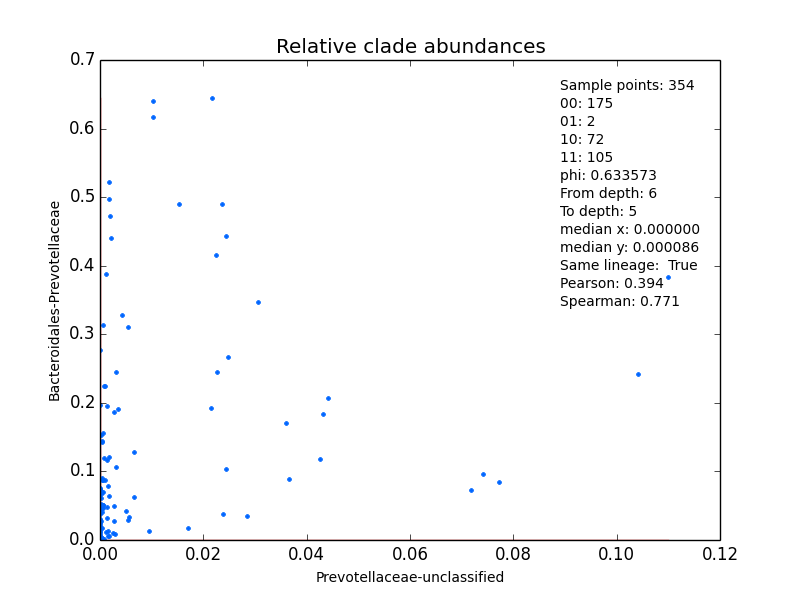 Relative clade abundances
0.7
0.6
0.5
0.4
0.3
0.2
0.1
0.0
Bacteroidales-Prevotellaceae
Sample points: 354
00: 175
01: 2
10: 72
11: 105
phi: 0.633573
From depth: 6
To depth: 5
median x: 0.000000
median y: 0.000086
Same lineage:  True
Pearson: 0.394
Spearman: 0.771
0.00 0.02 0.04 0.06 0.08 0.10 0.12
Prevotellaceae-unclassified